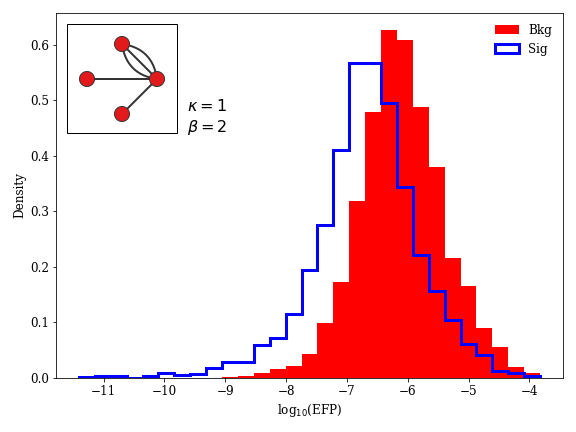 Bkg
Sig
κ = 1
β = 2
Density
0.6
0.5
0.4
0.3
0.2
0.1
0.0
−11 −10 −9 −8 −7 −6 −5 −4
log₁₀(EFP)